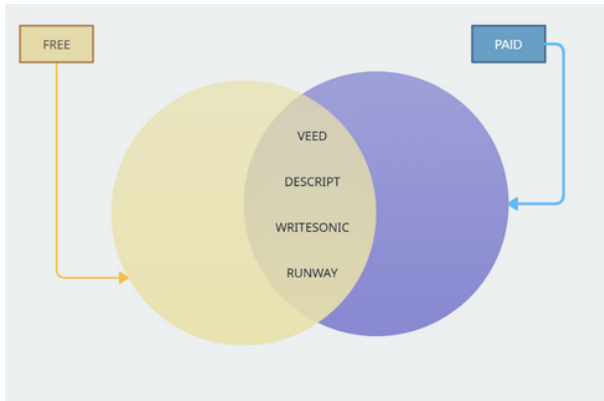 FREE
PAID
VEED
DESCRIPT
WRITESONIC
RUNWAY